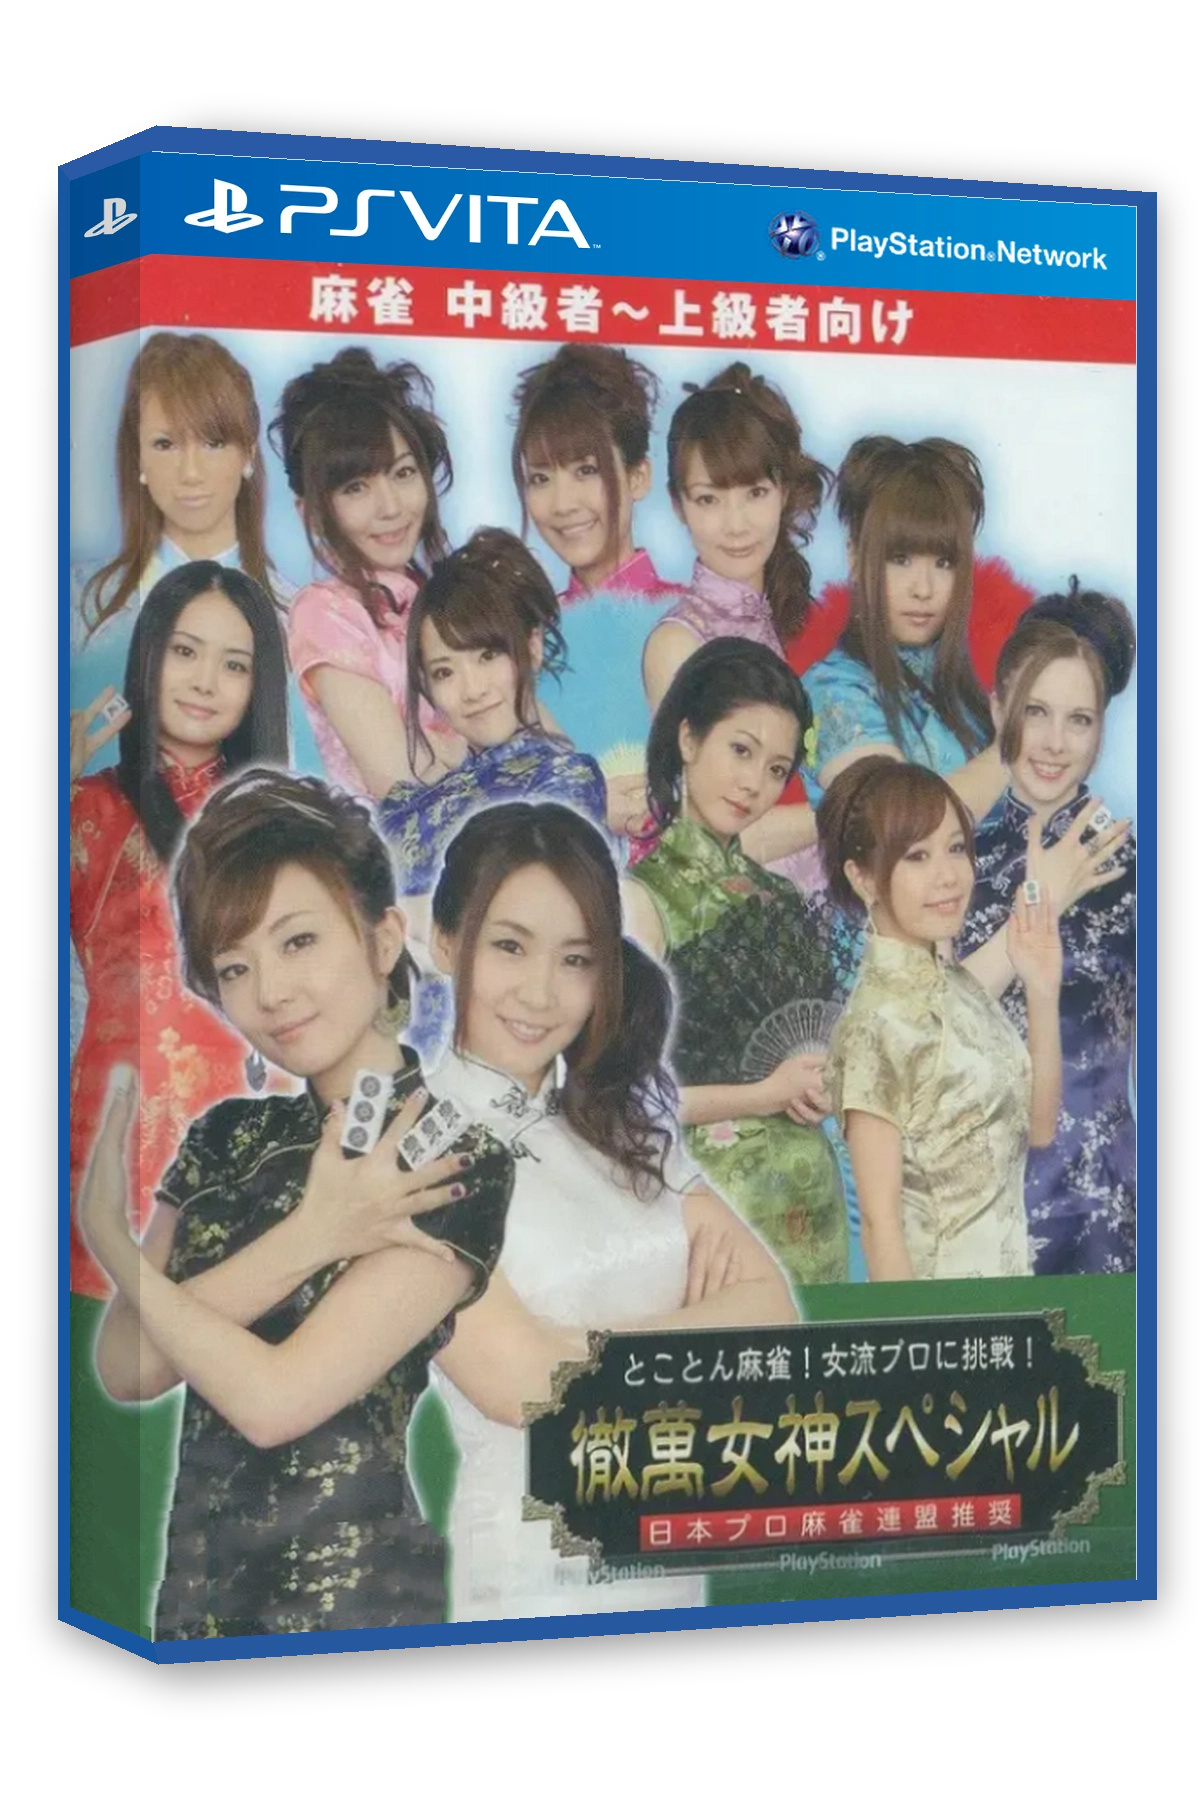 PSVITA™
PlayStation®Network
麻雀 中級者～上級者向け
とことん麻雀!女流プロに挑戦!
徹萬女神スペシャル
日本プロ麻雀連盟推奨
PlayStation
PlayStation
PlayStation